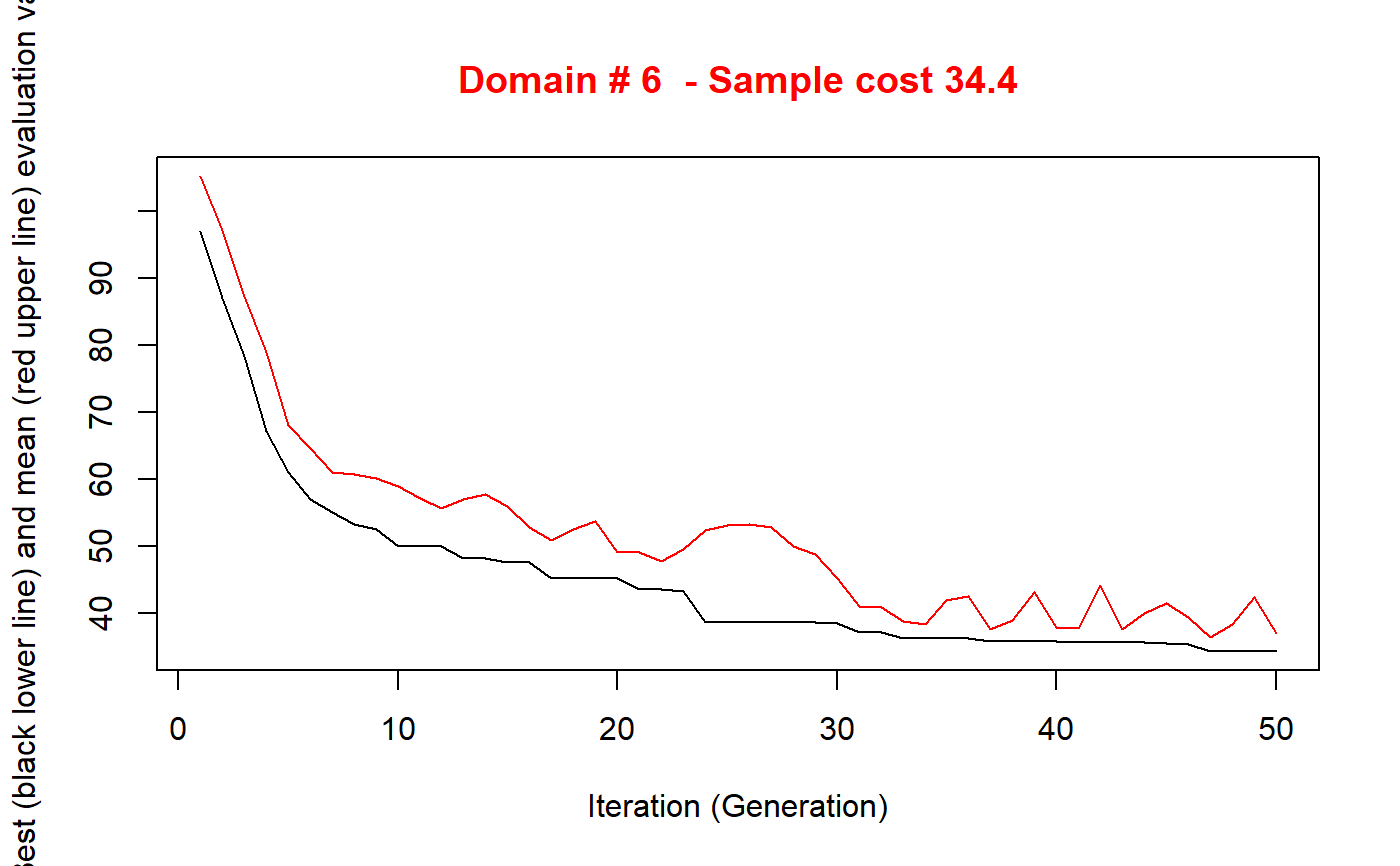 Domain # 6 - Sample cost 34.4
Best (black lower line) and mean (red upper line) evaluation va
90
80
70
60
50
40
0 10 20 30 40 50
Iteration (Generation)